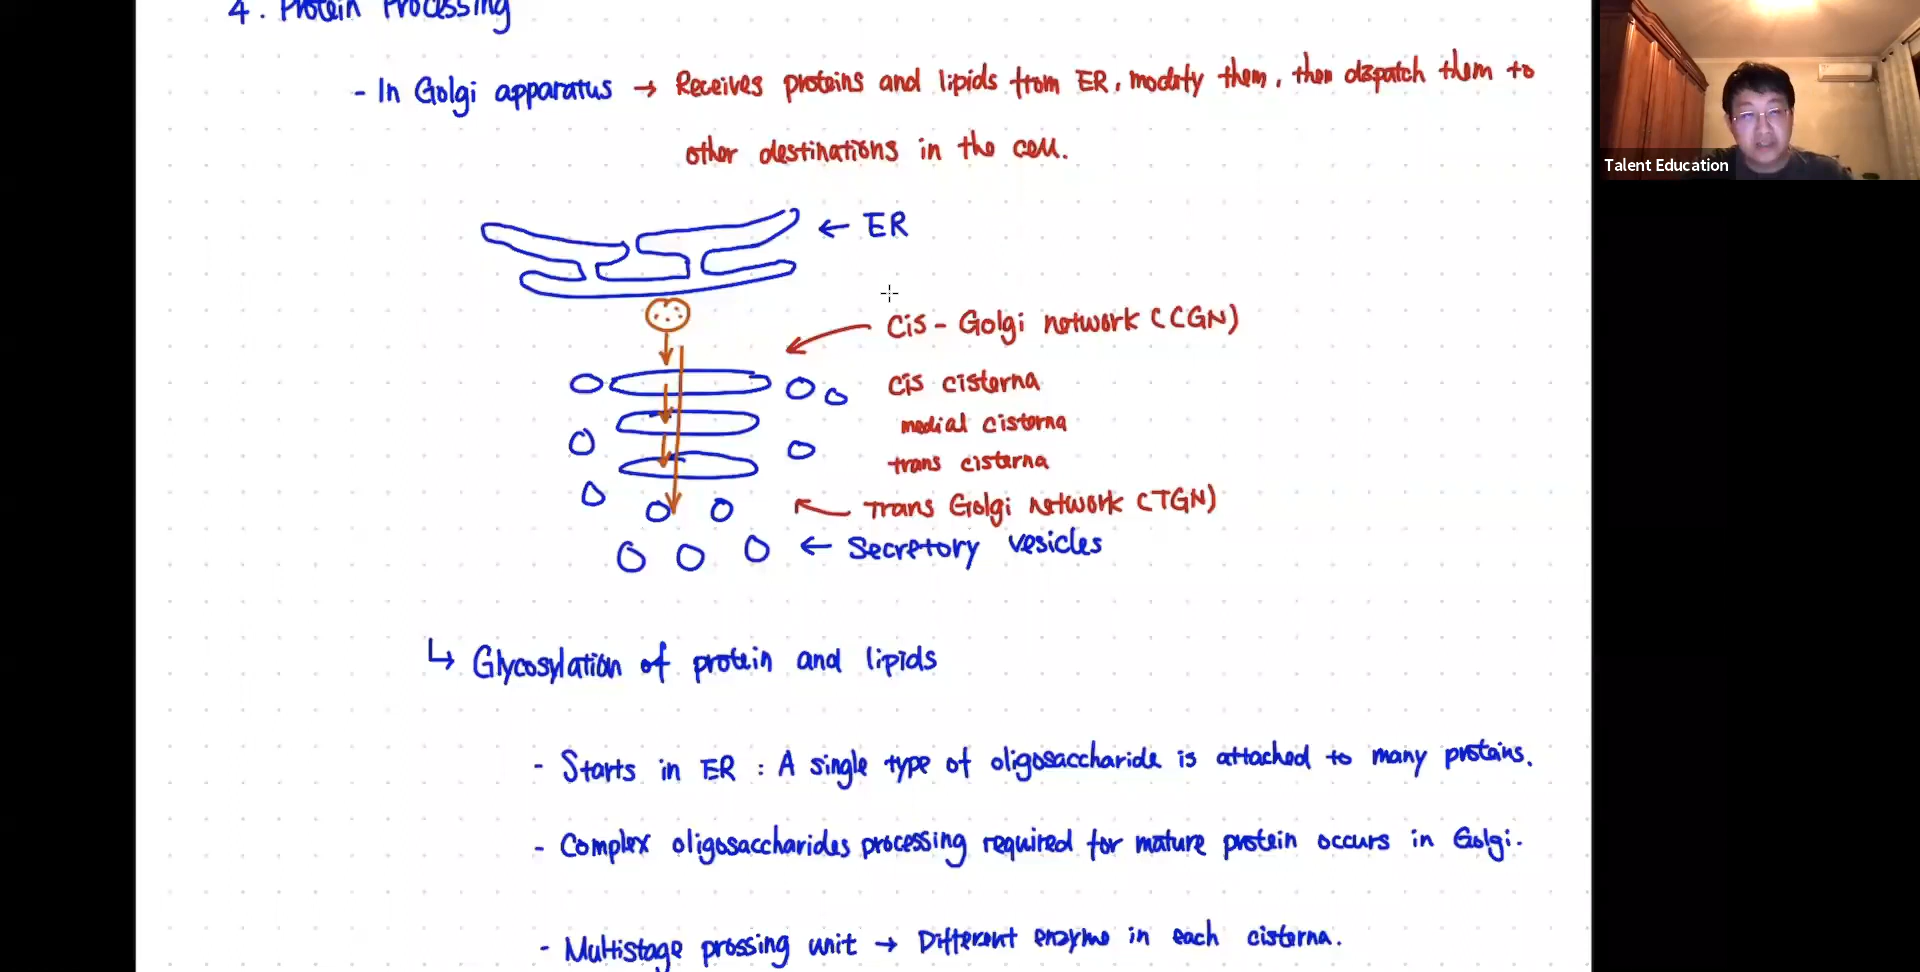 4. Protein Processing
- In Golgi apparatus → Receives proteins and lipids from ER, modify them, then dispatch them to
other destinations in the cell.
Talent Education
← ER
Cis - Golgi network (CGN)
cis cisterna
medial cisterna
trans cisterna
Trans Golgi network (TGN)
← Secretory vesicles
↳ Glycosylation of protein and lipids
- Starts in ER : A single type of oligosaccharide is attached to many proteins.
- Complex oligosaccharides processing required for mature protein occurs in Golgi.
- Multistage prossing unit → Different enzyme in each cisterna.